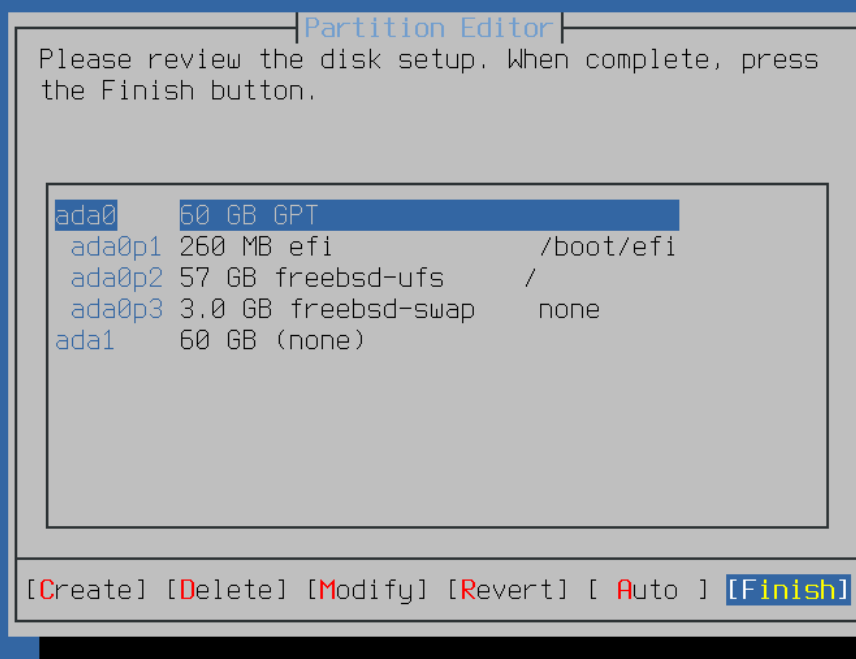 Partition Editor
Please review the disk setup. When complete, press
the Finish button.
ada0 60 GB GPT
ada0p1 260 MB efi /boot/efi
ada0p2 57 GB freebsd-ufs /
ada0p3 3.0 GB freebsd-swap none
ada1 60 GB (none)
[Create] [Delete] [Modify] [Revert] [ Auto ] [Finish]